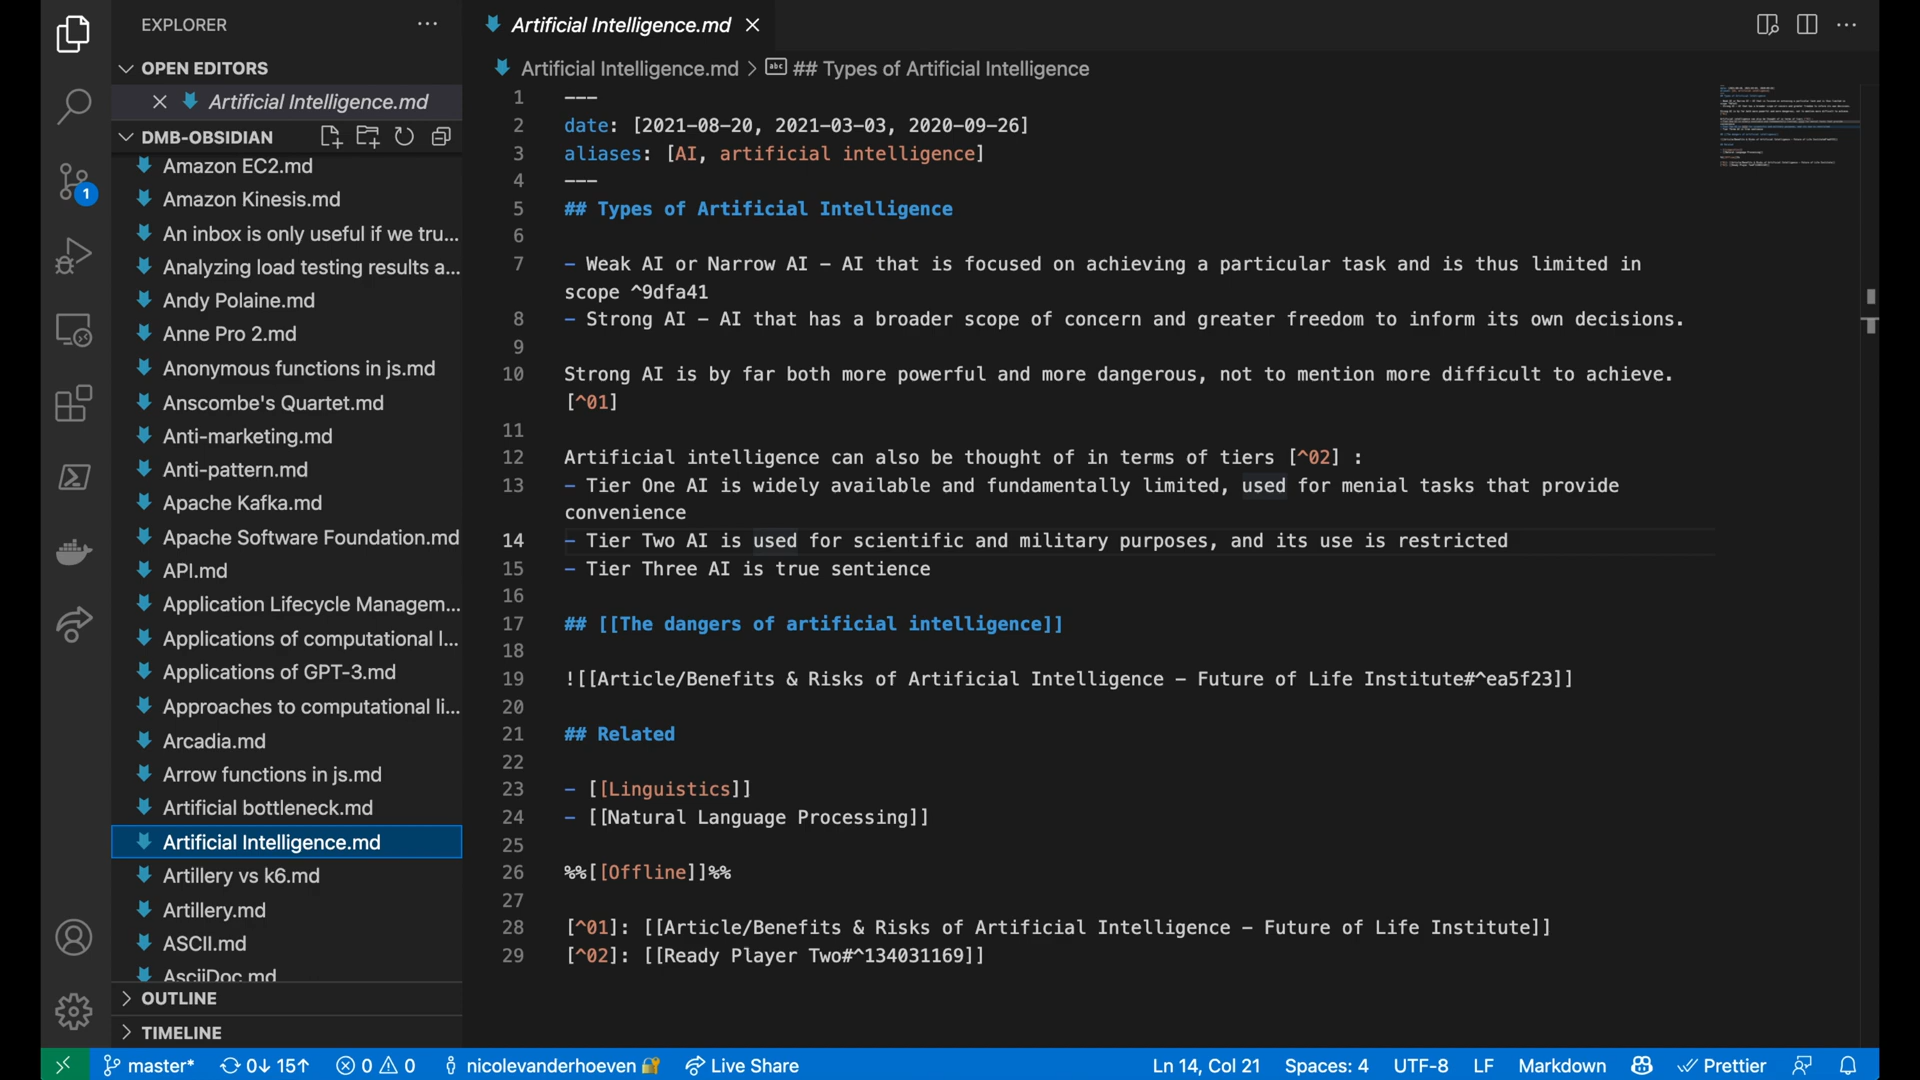 EXPLORER
OPEN EDITORS
Artificial Intelligence.md
DMB-OBSIDIAN
Amazon EC2.md
Amazon Kinesis.md
An inbox is only useful if we tru...
Analyzing load testing results a...
Andy Polaine.md
Anne Pro 2.md
Anonymous functions in js.md
Anscombe's Quartet.md
Anti-marketing.md
Anti-pattern.md
Apache Kafka.md
Apache Software Foundation.md
API.md
Application Lifecycle Managem...
Applications of computational l...
Applications of GPT-3.md
Approaches to computational li...
Arcadia.md
Arrow functions in js.md
Artificial bottleneck.md
Artificial Intelligence.md
Artillery vs k6.md
Artillery.md
ASCII.md
AsciiDoc.md
OUTLINE
TIMELINE
1
Artificial Intelligence.md
Artificial Intelligence.md > ## Types of Artificial Intelligence
1 ---
2 date: [2021-08-20, 2021-03-03, 2020-09-26]
3 aliases: [AI, artificial intelligence]
4 ---
5 ## Types of Artificial Intelligence
6
7 - Weak AI or Narrow AI - AI that is focused on achieving a particular task and is thus limited in
scope ^9dfa41
8 - Strong AI - AI that has a broader scope of concern and greater freedom to inform its own decisions.
9
10 Strong AI is by far both more powerful and more dangerous, not to mention more difficult to achieve.
[^01]
11
12 Artificial intelligence can also be thought of in terms of tiers [^02] :
13 - Tier One AI is widely available and fundamentally limited, used for menial tasks that provide
convenience
14 - Tier Two AI is used for scientific and military purposes, and its use is restricted
15 - Tier Three AI is true sentience
16
17 ## [[The dangers of artificial intelligence]]
18
19 ![[Article/Benefits & Risks of Artificial Intelligence - Future of Life Institute#^ea5f23]]
20
21 ## Related
22
23 - [[Linguistics]]
24 - [[Natural Language Processing]]
25
26 %%[[Offline]]%%
27
28 [^01]: [[Article/Benefits & Risks of Artificial Intelligence - Future of Life Institute]]
29 [^02]: [[Ready Player Two#^134031169]]
master* 0↓ 15↑ 0 0 nicolevanderhoeven Live Share Ln 14, Col 21 Spaces: 4 UTF-8 LF Markdown Prettier